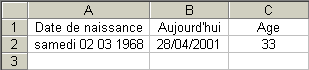 A B C
1 Date de naissance Aujourd'hui Age
2 samedi 02 03 1968 28/04/2001 33
3